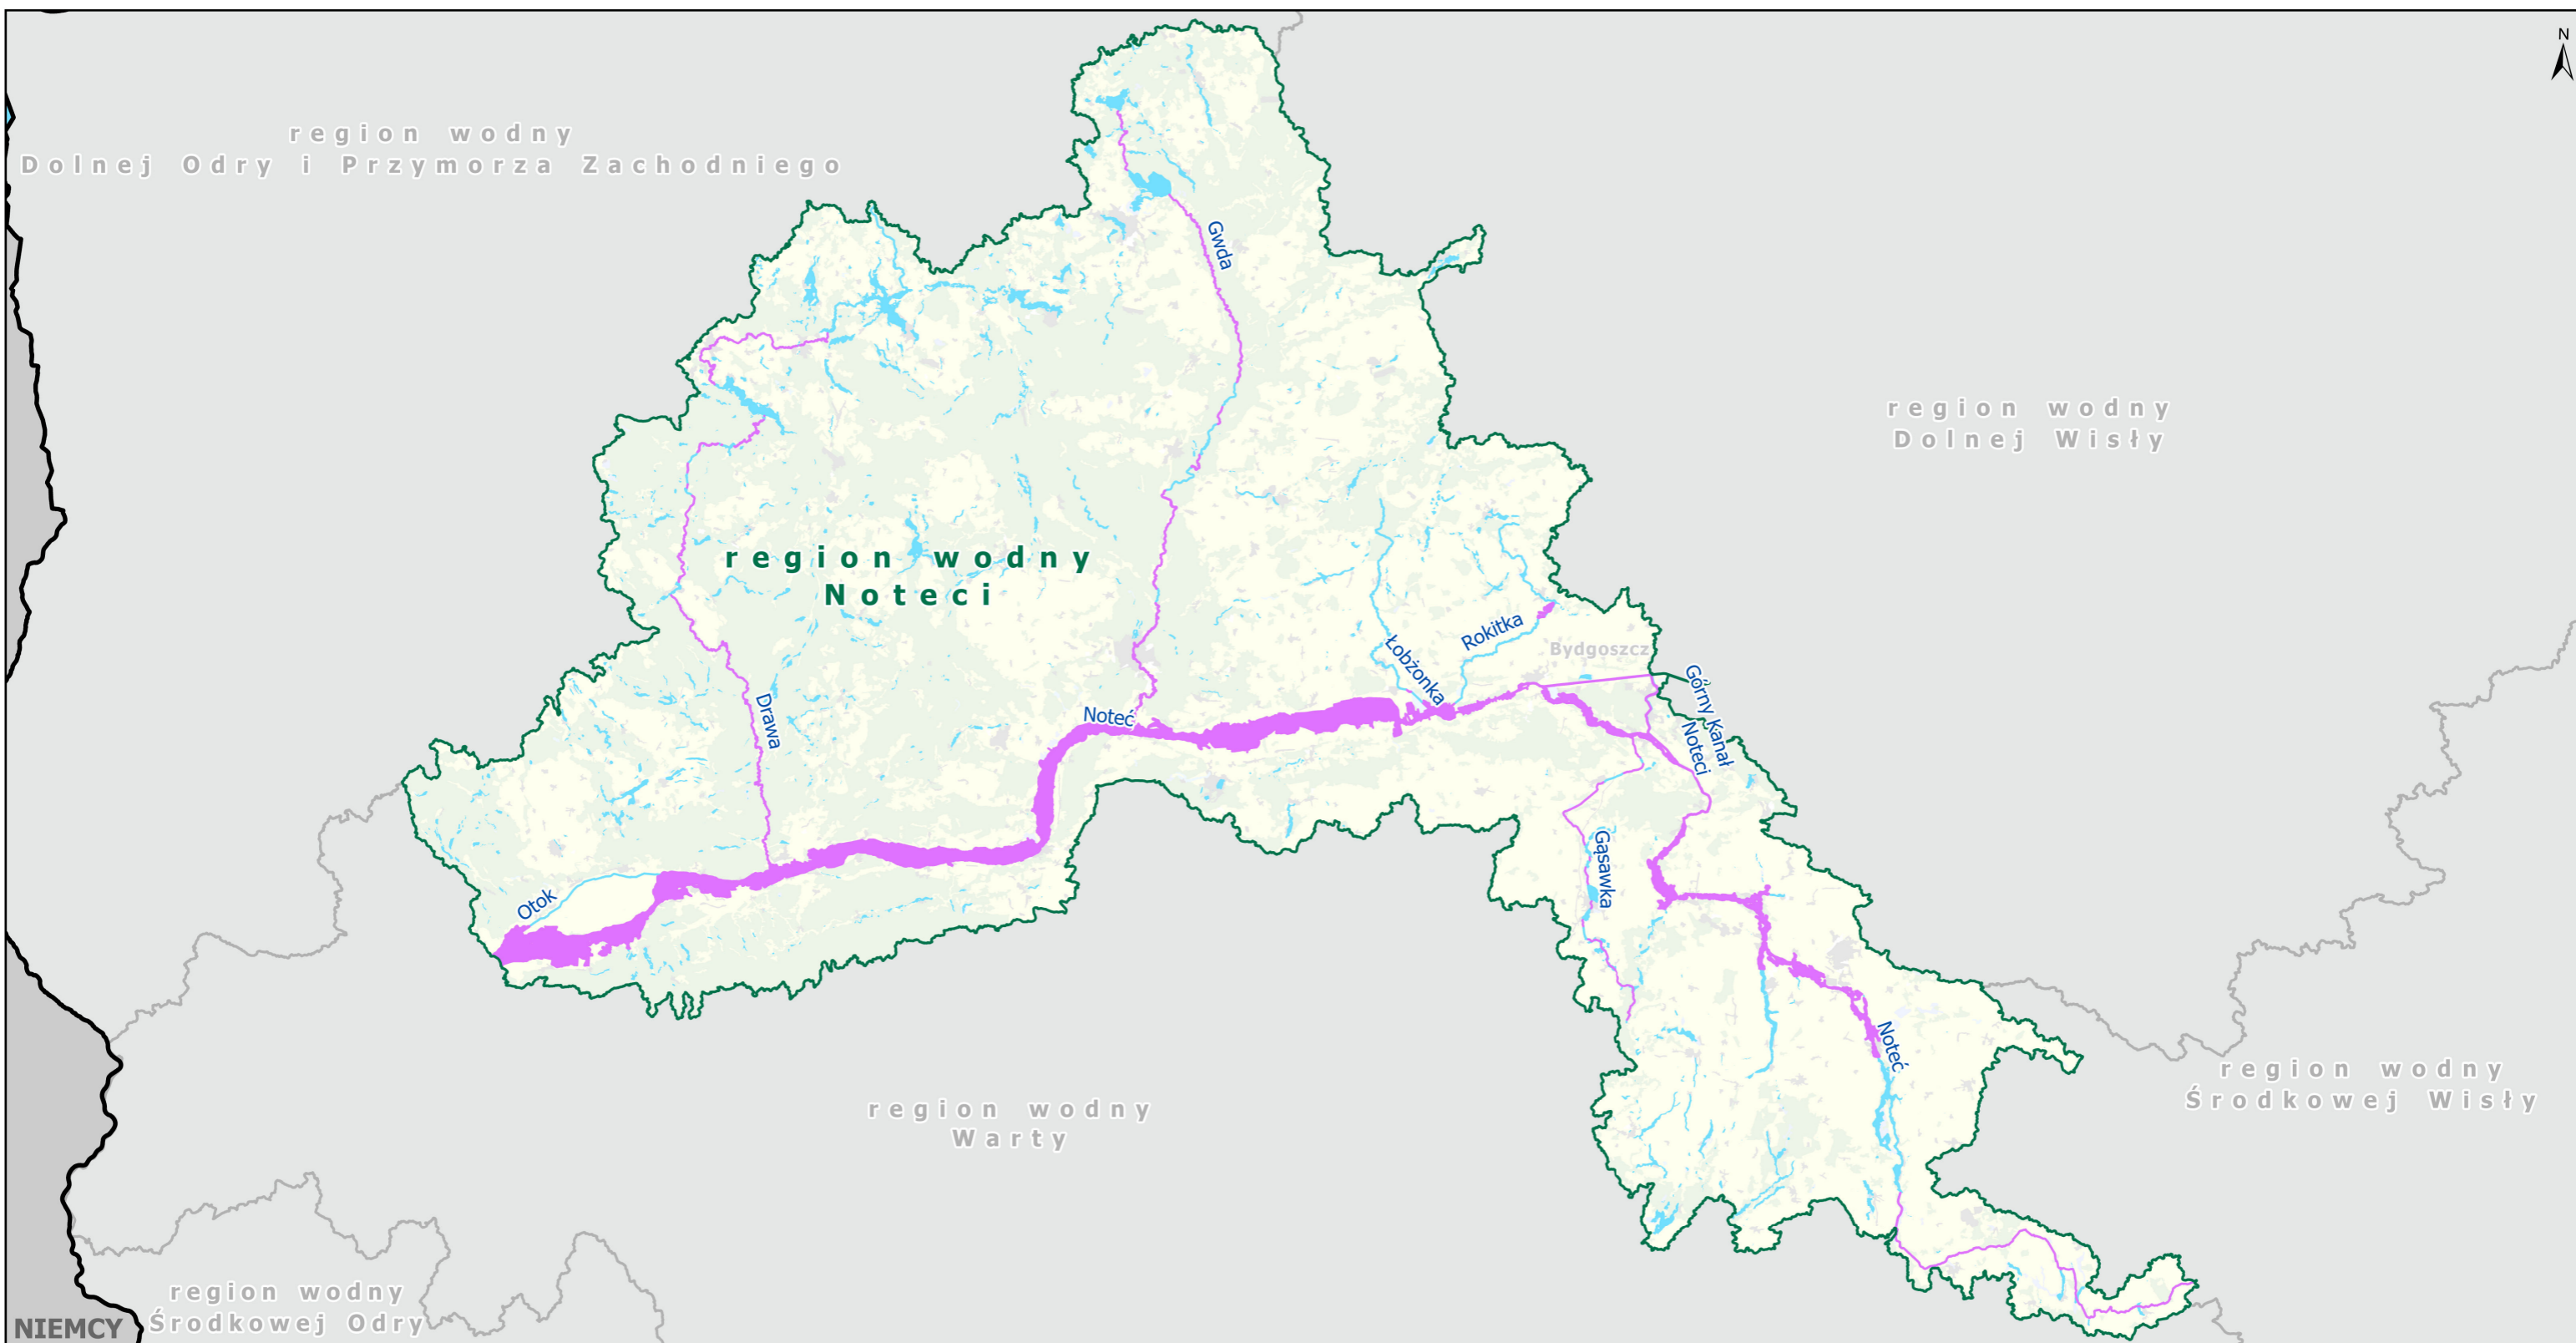 N
region wodny
Dolnej Odry i Przymorza Zachodniego
Gwda
region wodny
Dolnej Wisły
region wodny
Noteci
Rokitka
Łobżonka
Bydgoszcz
Górny Kanał
Noteci
Drawa
Noteć
Gąsawka
Otok
Noteć
region wodny
Środkowej Wisły
region wodny
Warty
region wodny
Środkowej Odry
NIEMCY